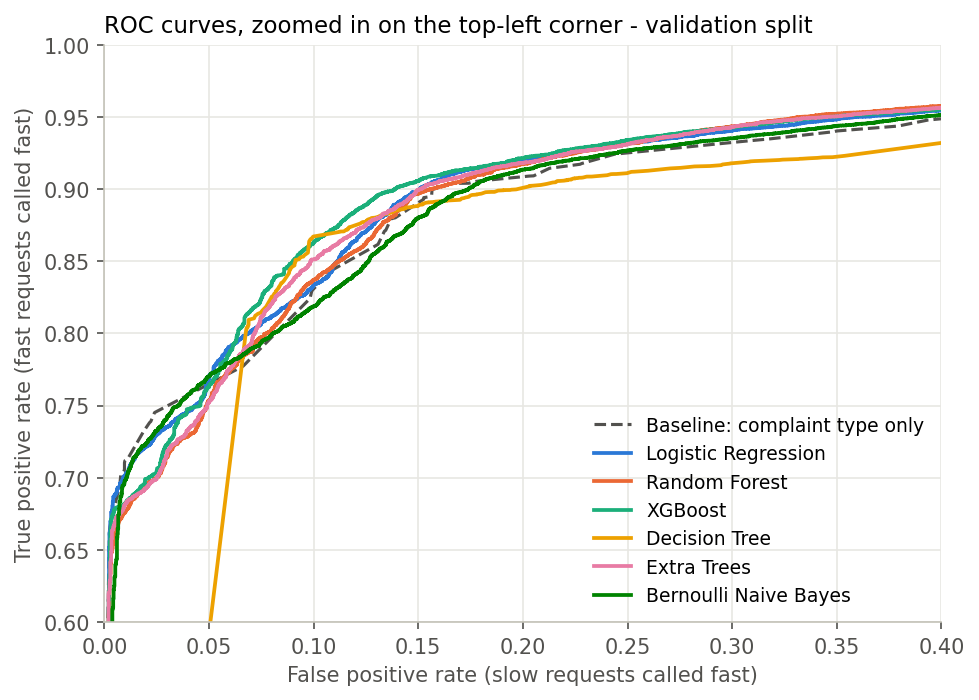 ROC curves, zoomed in on the top-left corner - validation split
True positive rate (fast requests called fast)
1.00
0.95
0.90
0.85
0.80
0.75
0.70
0.65
0.60
Baseline: complaint type only
Logistic Regression
Random Forest
XGBoost
Decision Tree
Extra Trees
Bernoulli Naive Bayes
0.00 0.05 0.10 0.15 0.20 0.25 0.30 0.35 0.40
False positive rate (slow requests called fast)